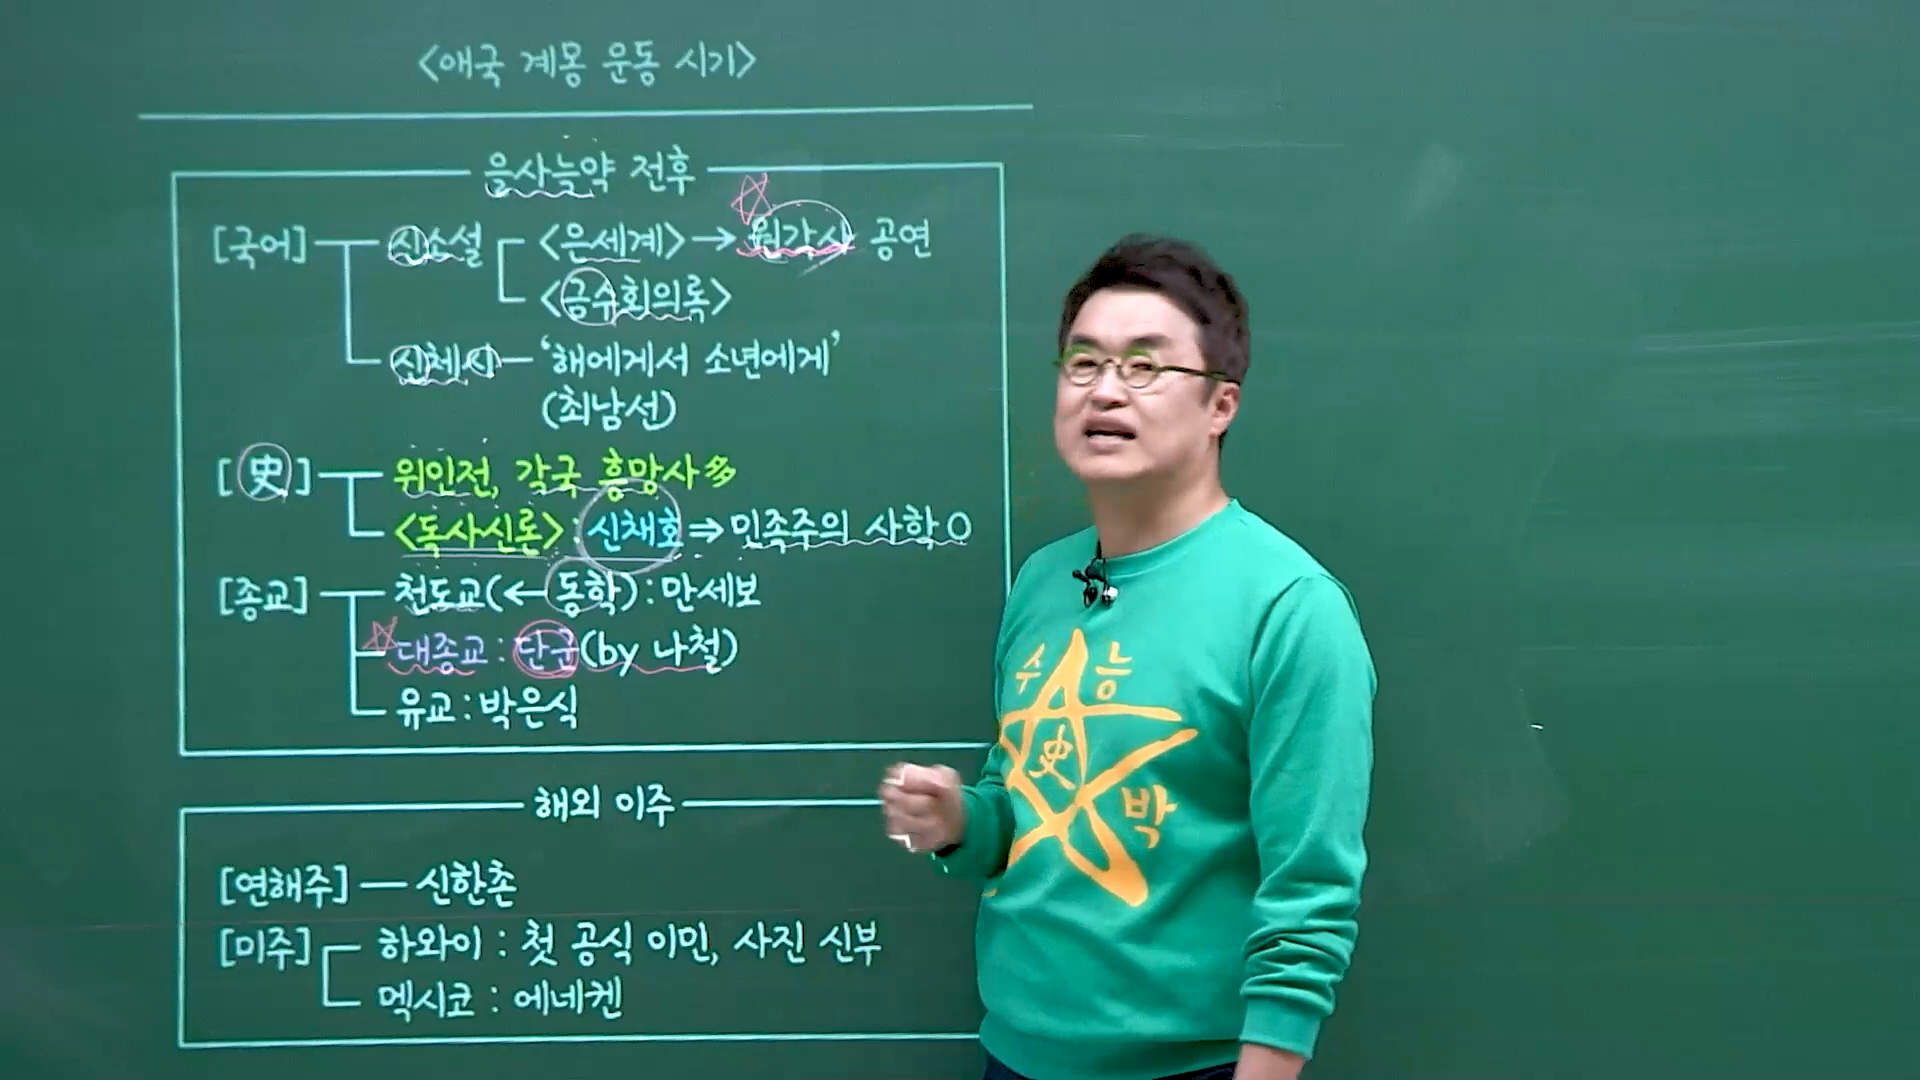 <애국 계몽 운동 시기>
을사늑약 전후
[국어] 신소설 <은세계> → 원각사 공연
<금수회의록>
신체시 - '해에게서 소년에게'
(최남선)
[史] 위인전, 각국 흥망사 多
<독사신론> : 신채호 ⇒ 민족주의 사학 O
[종교] 천도교(← 동학) : 만세보
대종교 : 단군(by 나철)
유교 : 박은식
해외 이주
[연해주] — 신한촌
[미주] 하와이 : 첫 공식 이민, 사진 신부
멕시코 : 에네켄
수 능
史
박